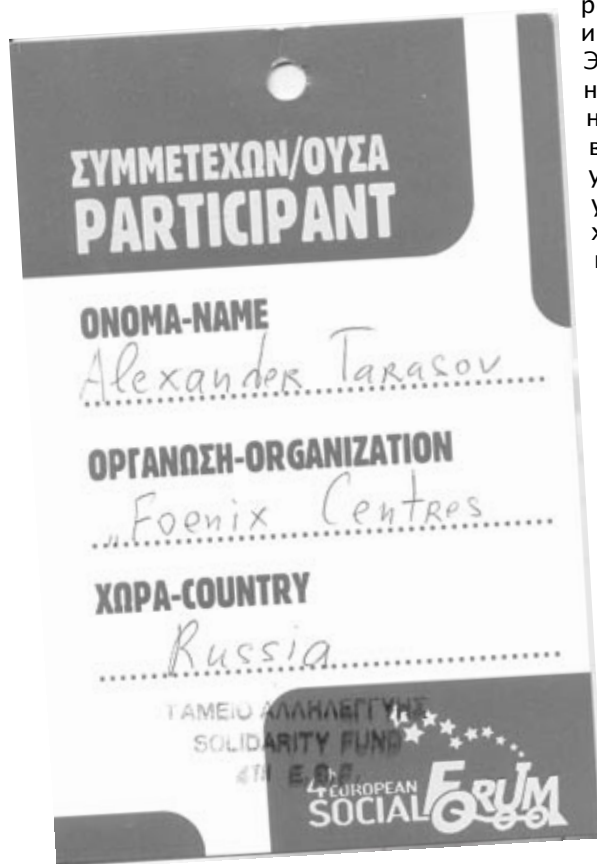 ΣΥΜΜΕΤΕΧΩΝ/ΟΥΣΑ
PARTICIPANT
ΟΝΟΜΑ-NAME
Alexander Tarasov
ΟΡΓΑΝΩΣΗ-ORGANIZATION
„Foenix Centres
ΧΩΡΑ-COUNTRY
Russia
ΤΑΜΕΙΟ ΑΛΛΗΛΕΓΓΥΗΣ
SOLIDARITY FUND
4TH E.S.F.
4th EUROPEAN
SOCIAL FORUM